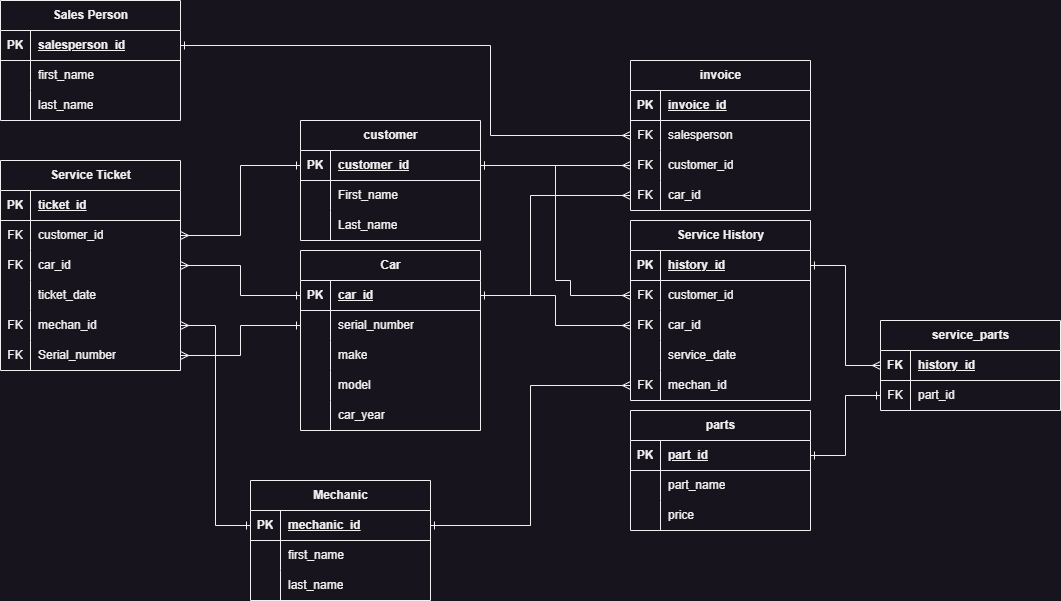 Sales Person
PK salesperson_id
first_name
last_name
Service Ticket
PK ticket_id
FK customer_id
FK car_id
ticket_date
FK mechan_id
FK Serial_number
customer
PK customer_id
First_name
Last_name
Car
PK car_id
serial_number
make
model
car_year
Mechanic
PK mechanic_id
first_name
last_name
invoice
PK invoice_id
FK salesperson
FK customer_id
FK car_id
Service History
PK history_id
FK customer_id
FK car_id
service_date
FK mechan_id
parts
PK part_id
part_name
price
service_parts
FK history_id
FK part_id